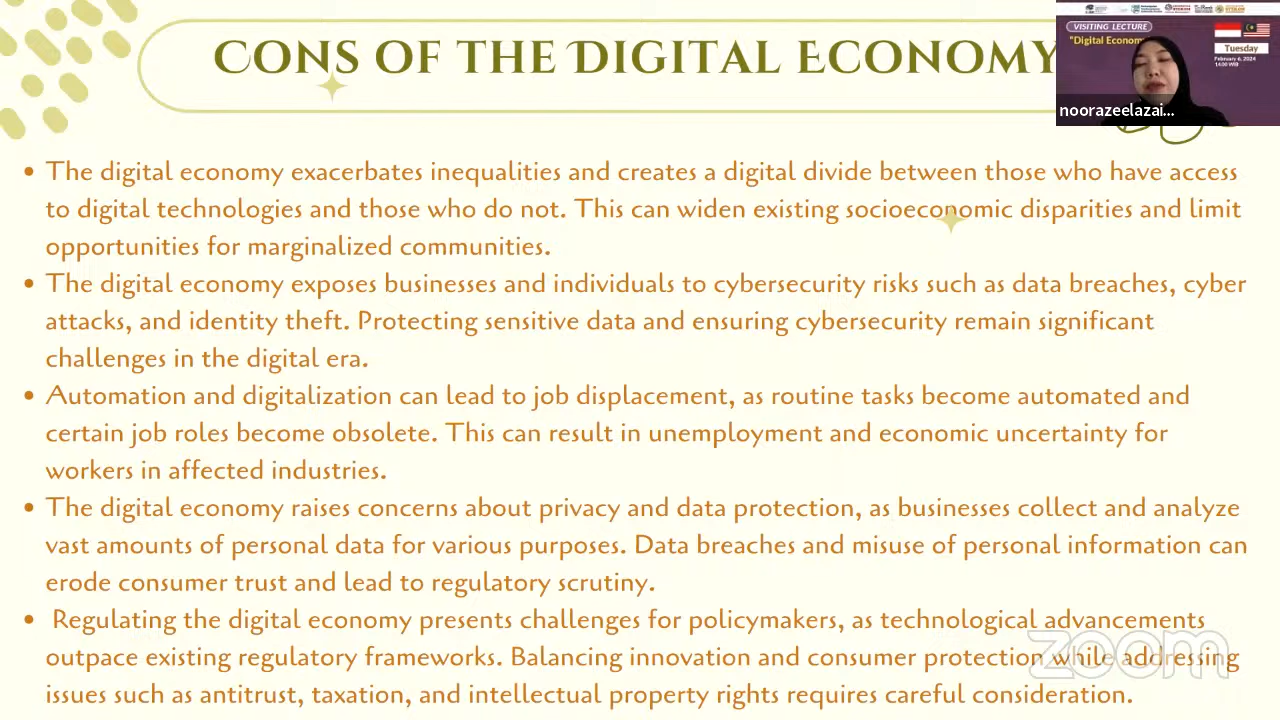 CONS OF THE DIGITAL ECONOMY
VISITING LECTURE
"Digital Econom
Tuesday
February 6, 2024
14:00 WIB
noorazeelazai...
• The digital economy exacerbates inequalities and creates a digital divide between those who have access
to digital technologies and those who do not. This can widen existing socioeconomic disparities and limit
opportunities for marginalized communities.
• The digital economy exposes businesses and individuals to cybersecurity risks such as data breaches, cyber
attacks, and identity theft. Protecting sensitive data and ensuring cybersecurity remain significant
challenges in the digital era.
• Automation and digitalization can lead to job displacement, as routine tasks become automated and
certain job roles become obsolete. This can result in unemployment and economic uncertainty for
workers in affected industries.
• The digital economy raises concerns about privacy and data protection, as businesses collect and analyze
vast amounts of personal data for various purposes. Data breaches and misuse of personal information can
erode consumer trust and lead to regulatory scrutiny.
• Regulating the digital economy presents challenges for policymakers, as technological advancements
outpace existing regulatory frameworks. Balancing innovation and consumer protection while addressing
issues such as antitrust, taxation, and intellectual property rights requires careful consideration.
zoom